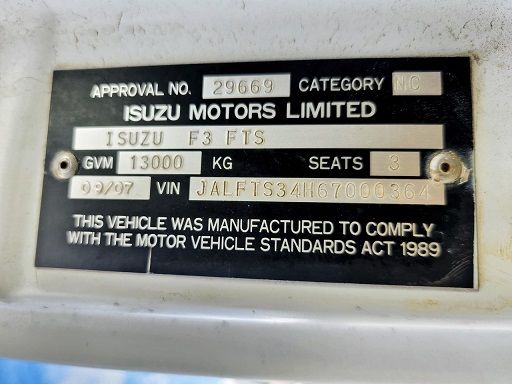 APPROVAL NO. 29669 CATEGORY NC
ISUZU MOTORS LIMITED
ISUZU F3 FTS
GVM 13000 KG SEATS 3
09/07 VIN JALFTS34H67000364
THIS VEHICLE WAS MANUFACTURED TO COMPLY
WITH THE MOTOR VEHICLE STANDARDS ACT 1989